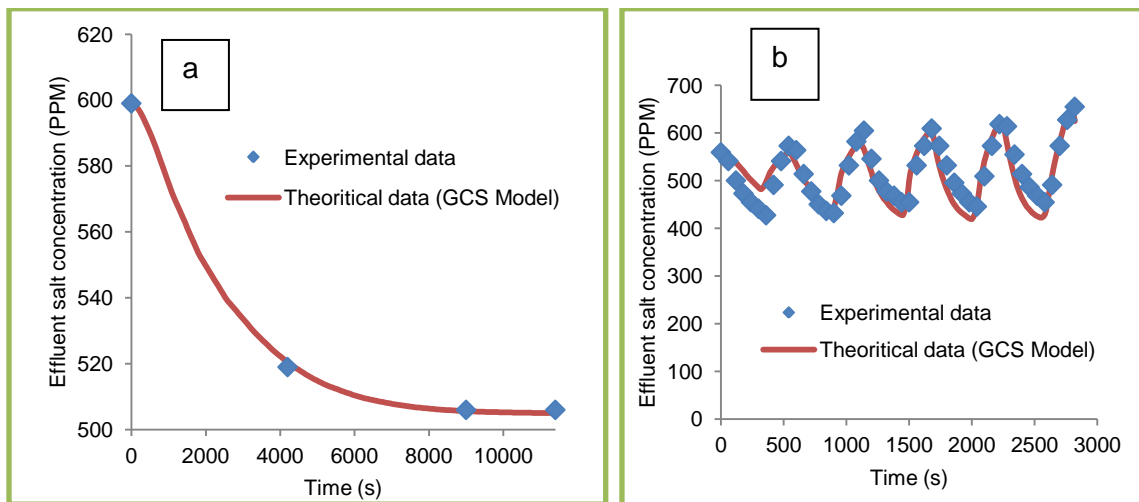 a
Effluent salt concentration (PPM)
620
600
580
560
540
520
500
0 2000 4000 6000 8000 10000
Time (s)
Experimental data
Theoritical data (GCS Model)
b
Effluent salt concentration (PPM)
700
600
500
400
300
200
100
0
0 500 1000 1500 2000 2500 3000
Time (s)
Experimental data
Theoritical data (GCS Model)